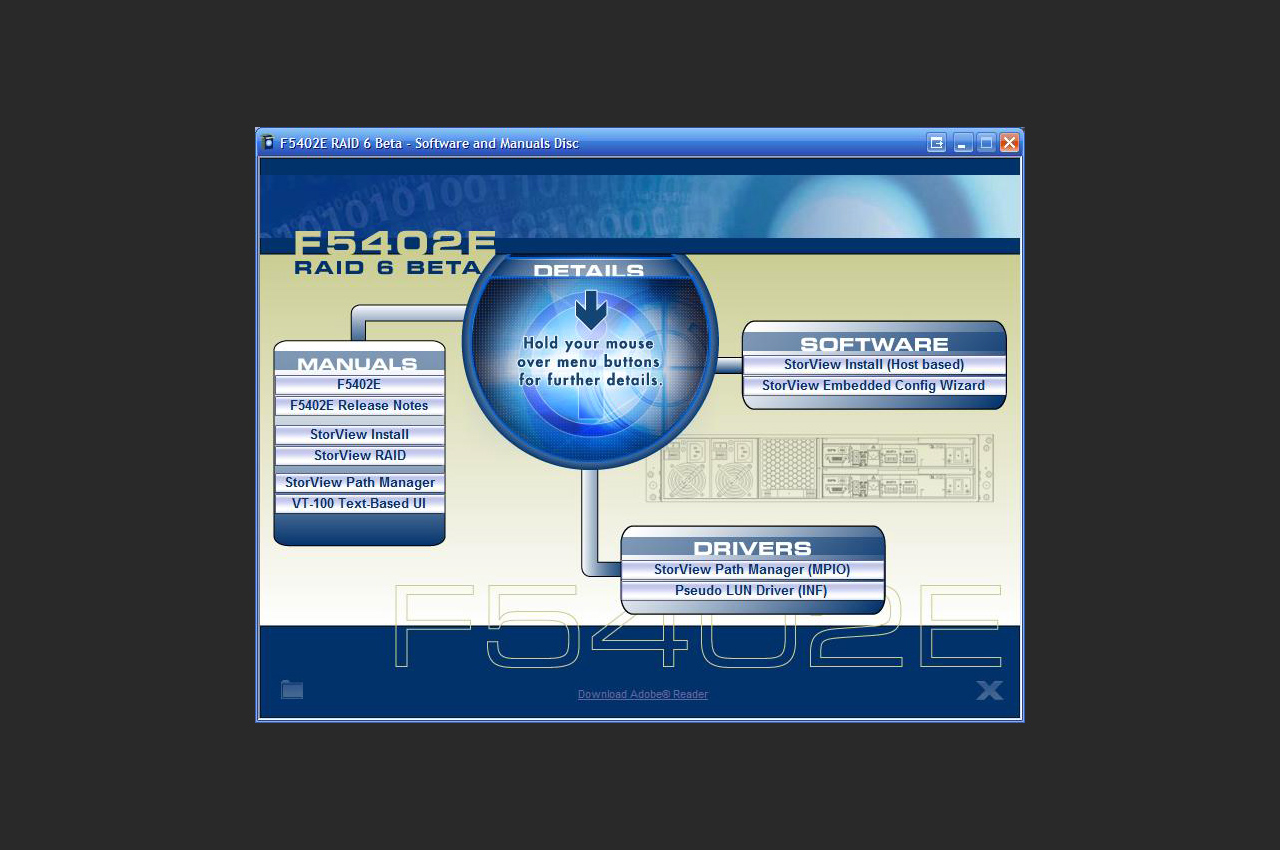 F5402E RAID 6 Beta - Software and Manuals Disc
F5402E
RAID 6 BETA
DETAILS
Hold your mouse
over menu buttons
for further details.
MANUALS
F5402E
F5402E Release Notes
StorView Install
StorView RAID
StorView Path Manager
VT-100 Text-Based UI
SOFTWARE
StorView Install (Host based)
StorView Embedded Config Wizard
DRIVERS
StorView Path Manager (MPIO)
Pseudo LUN Driver (INF)
F5402E
Download Adobe® Reader